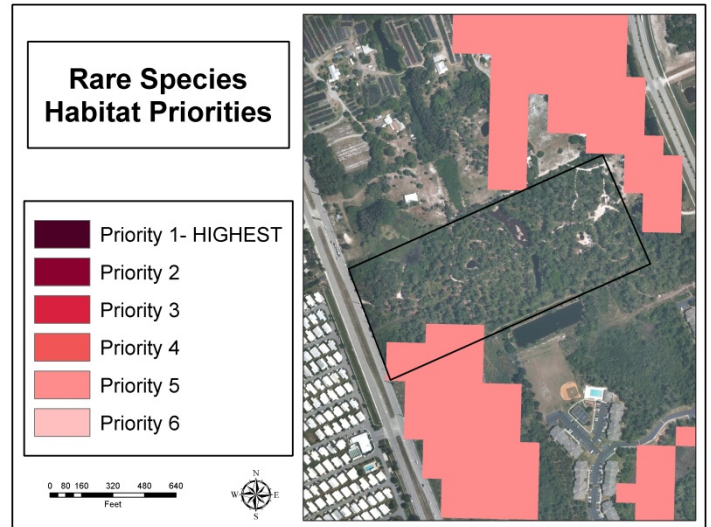 Rare Species
Habitat Priorities
Priority 1- HIGHEST
Priority 2
Priority 3
Priority 4
Priority 5
Priority 6
0 80 160 320 480 640
Feet
N
W E
S